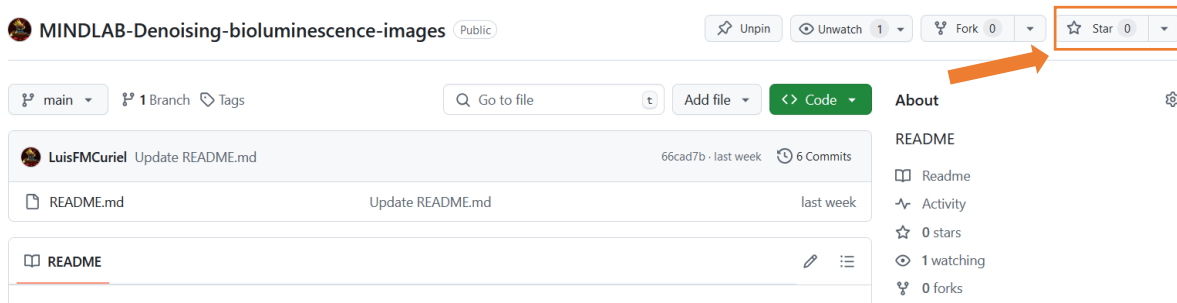 MINDLAB-Denoising-bioluminescence-images Public Unpin Unwatch 1 Fork 0 Star 0
main 1 Branch Tags Go to file t Add file Code
LuisFMCuriel Update README.md 66cad7b · last week 6 Commits
README.md Update README.md last week
README
About
README
Readme
Activity
0 stars
1 watching
0 forks